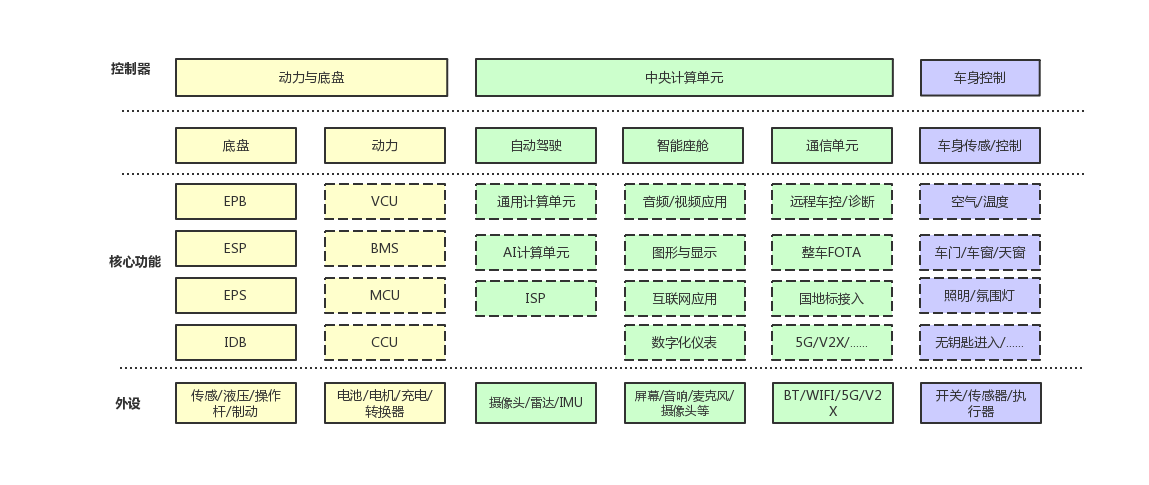 控制器
动力与底盘
中央计算单元
车身控制
底盘
动力
自动驾驶
智能座舱
通信单元
车身传感/控制
核心功能
EPB
VCU
通用计算单元
音频/视频应用
远程车控/诊断
空气/温度
ESP
BMS
AI计算单元
图形与显示
整车FOTA
车门/车窗/天窗
EPS
MCU
ISP
互联网应用
国地标接入
照明/氛围灯
IDB
CCU
数字化仪表
5G/V2X/......
无钥匙进入/......
外设
传感/液压/操作
杆/制动
电池/电机/充电/
转换器
摄像头/雷达/IMU
屏幕/音响/麦克风/
摄像头等
BT/WIFI/5G/V2
X
开关/传感器/执
行器